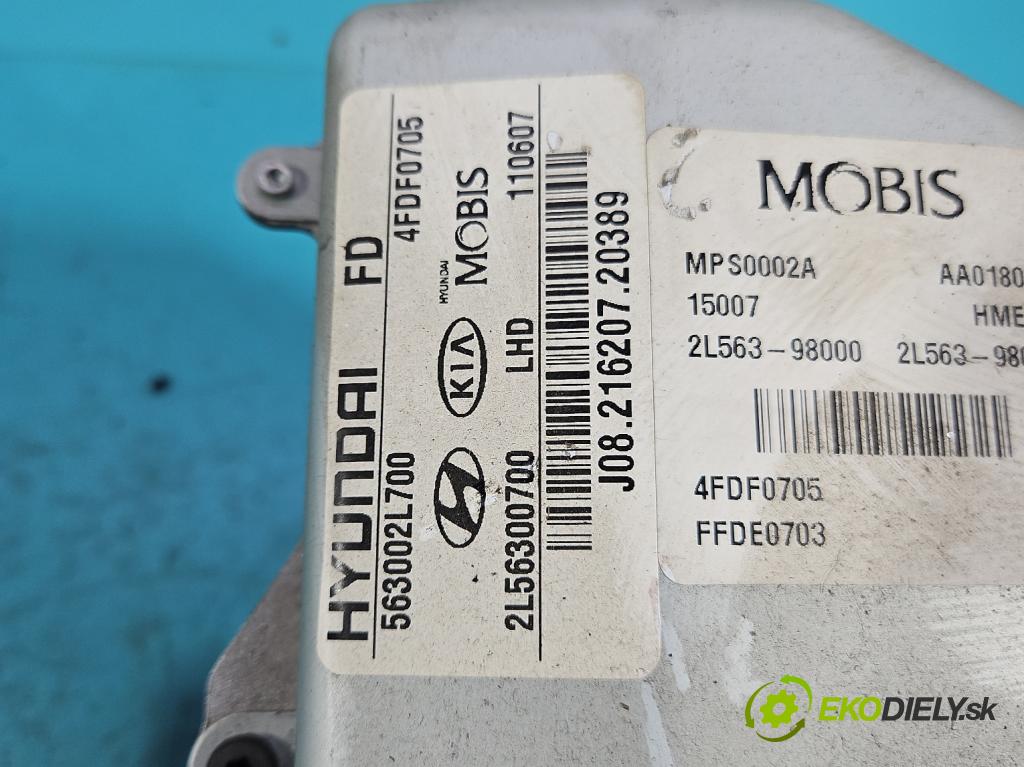 HYUNDAI FD 4FDF0705
563002L700
KIA HYUNDAI MOBIS
2L56300700 LHD 110607
J08.216207.20389
MOBIS
MPS0002A AA0180
15007 HME
2L563-98000 2L563-98
4FDF0705
FFDE0703
EKODIELY.sk